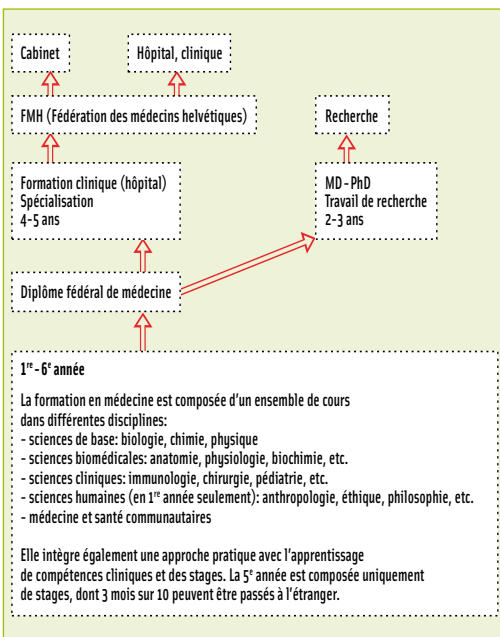 Cabinet
Hôpital, clinique
FMH (Fédération des médecins helvétiques)
Recherche
Formation clinique (hôpital)
Spécialisation
4-5 ans
MD-PhD
Travail de recherche
2-3 ans
Diplôme fédéral de médecine
1re - 6e année
La formation en médecine est composée d'un ensemble de cours
dans différentes disciplines:
- sciences de base: biologie, chimie, physique
- sciences biomédicales: anatomie, physiologie, biochimie, etc.
- sciences cliniques: immunologie, chirurgie, pédiatrie, etc.
- sciences humaines (en 1re année seulement): anthropologie, éthique, philosophie, etc.
- médecine et santé communautaires
Elle intègre également une approche pratique avec l'apprentissage
de compétences cliniques et des stages. La 5e année est composée uniquement
de stages, dont 3 mois sur 10 peuvent être passés à l'étranger.